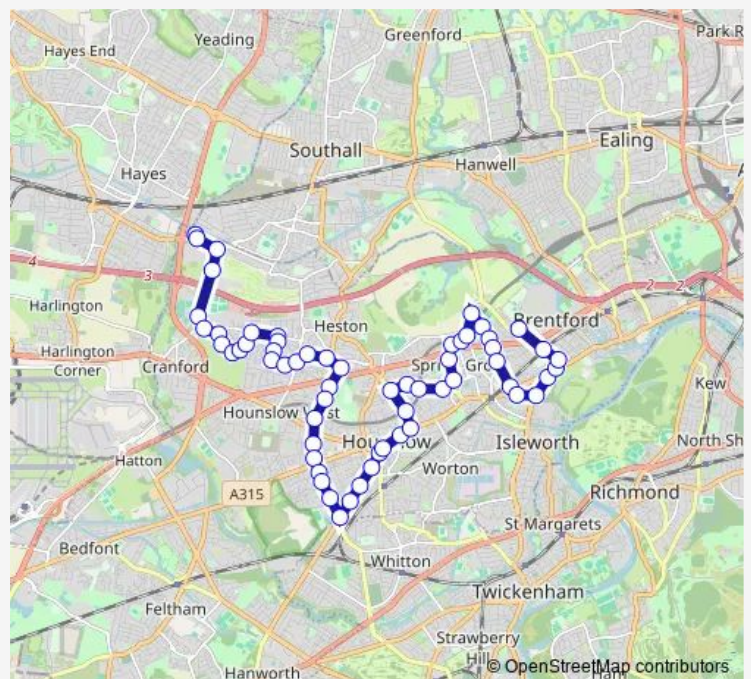 Hayes End
Yeading
Greenford
Park R
Southall
Ealing
Hanwell
Hayes
4
3
2
2
Harlington
Heston
Brentford
Harlington
Corner
Cranford
Kew
Hounslow
Hounslow
Isleworth
North Sh
Hatton
Worton
A315
Richmond
St Margarets
Bedfont
Whitton
Twickenham
Feltham
Strawberry
Hill
Hanworth
© OpenStreetMap contributors